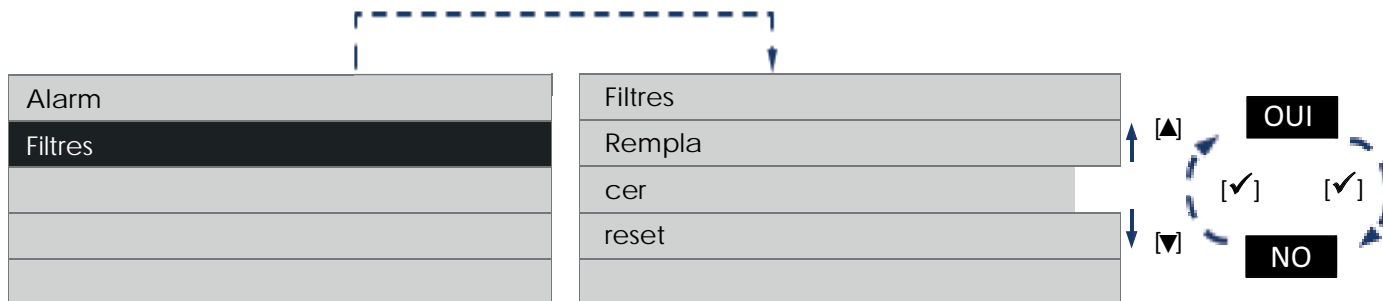 Alarm
Filtres
Filtres
Rempla
cer
reset
[▲]
OUI
[✓] [✓]
[▼]
NO